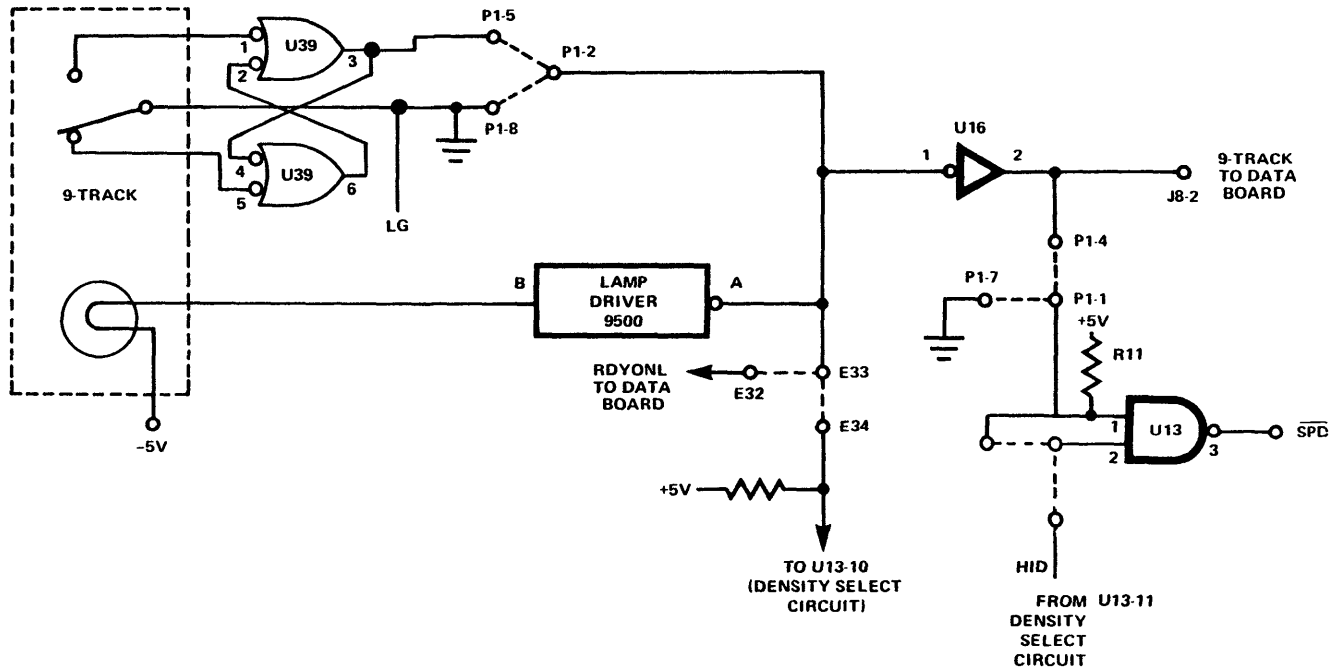 P1-5
1
U39
3
2
P1-2
P1-8
4
U39
5
6
9-TRACK
LG
U16
1
2
9-TRACK
TO DATA
BOARD
J8-2
P1-4
B
LAMP
DRIVER
9500
A
P1-7
P1-1
+5V
R11
RDYONL
TO DATA
BOARD
E32
E33
E34
-5V
1
U13
2
3
SPD
+5V
TO U13-10
(DENSITY SELECT
CIRCUIT)
HID
FROM U13-11
DENSITY
SELECT
CIRCUIT